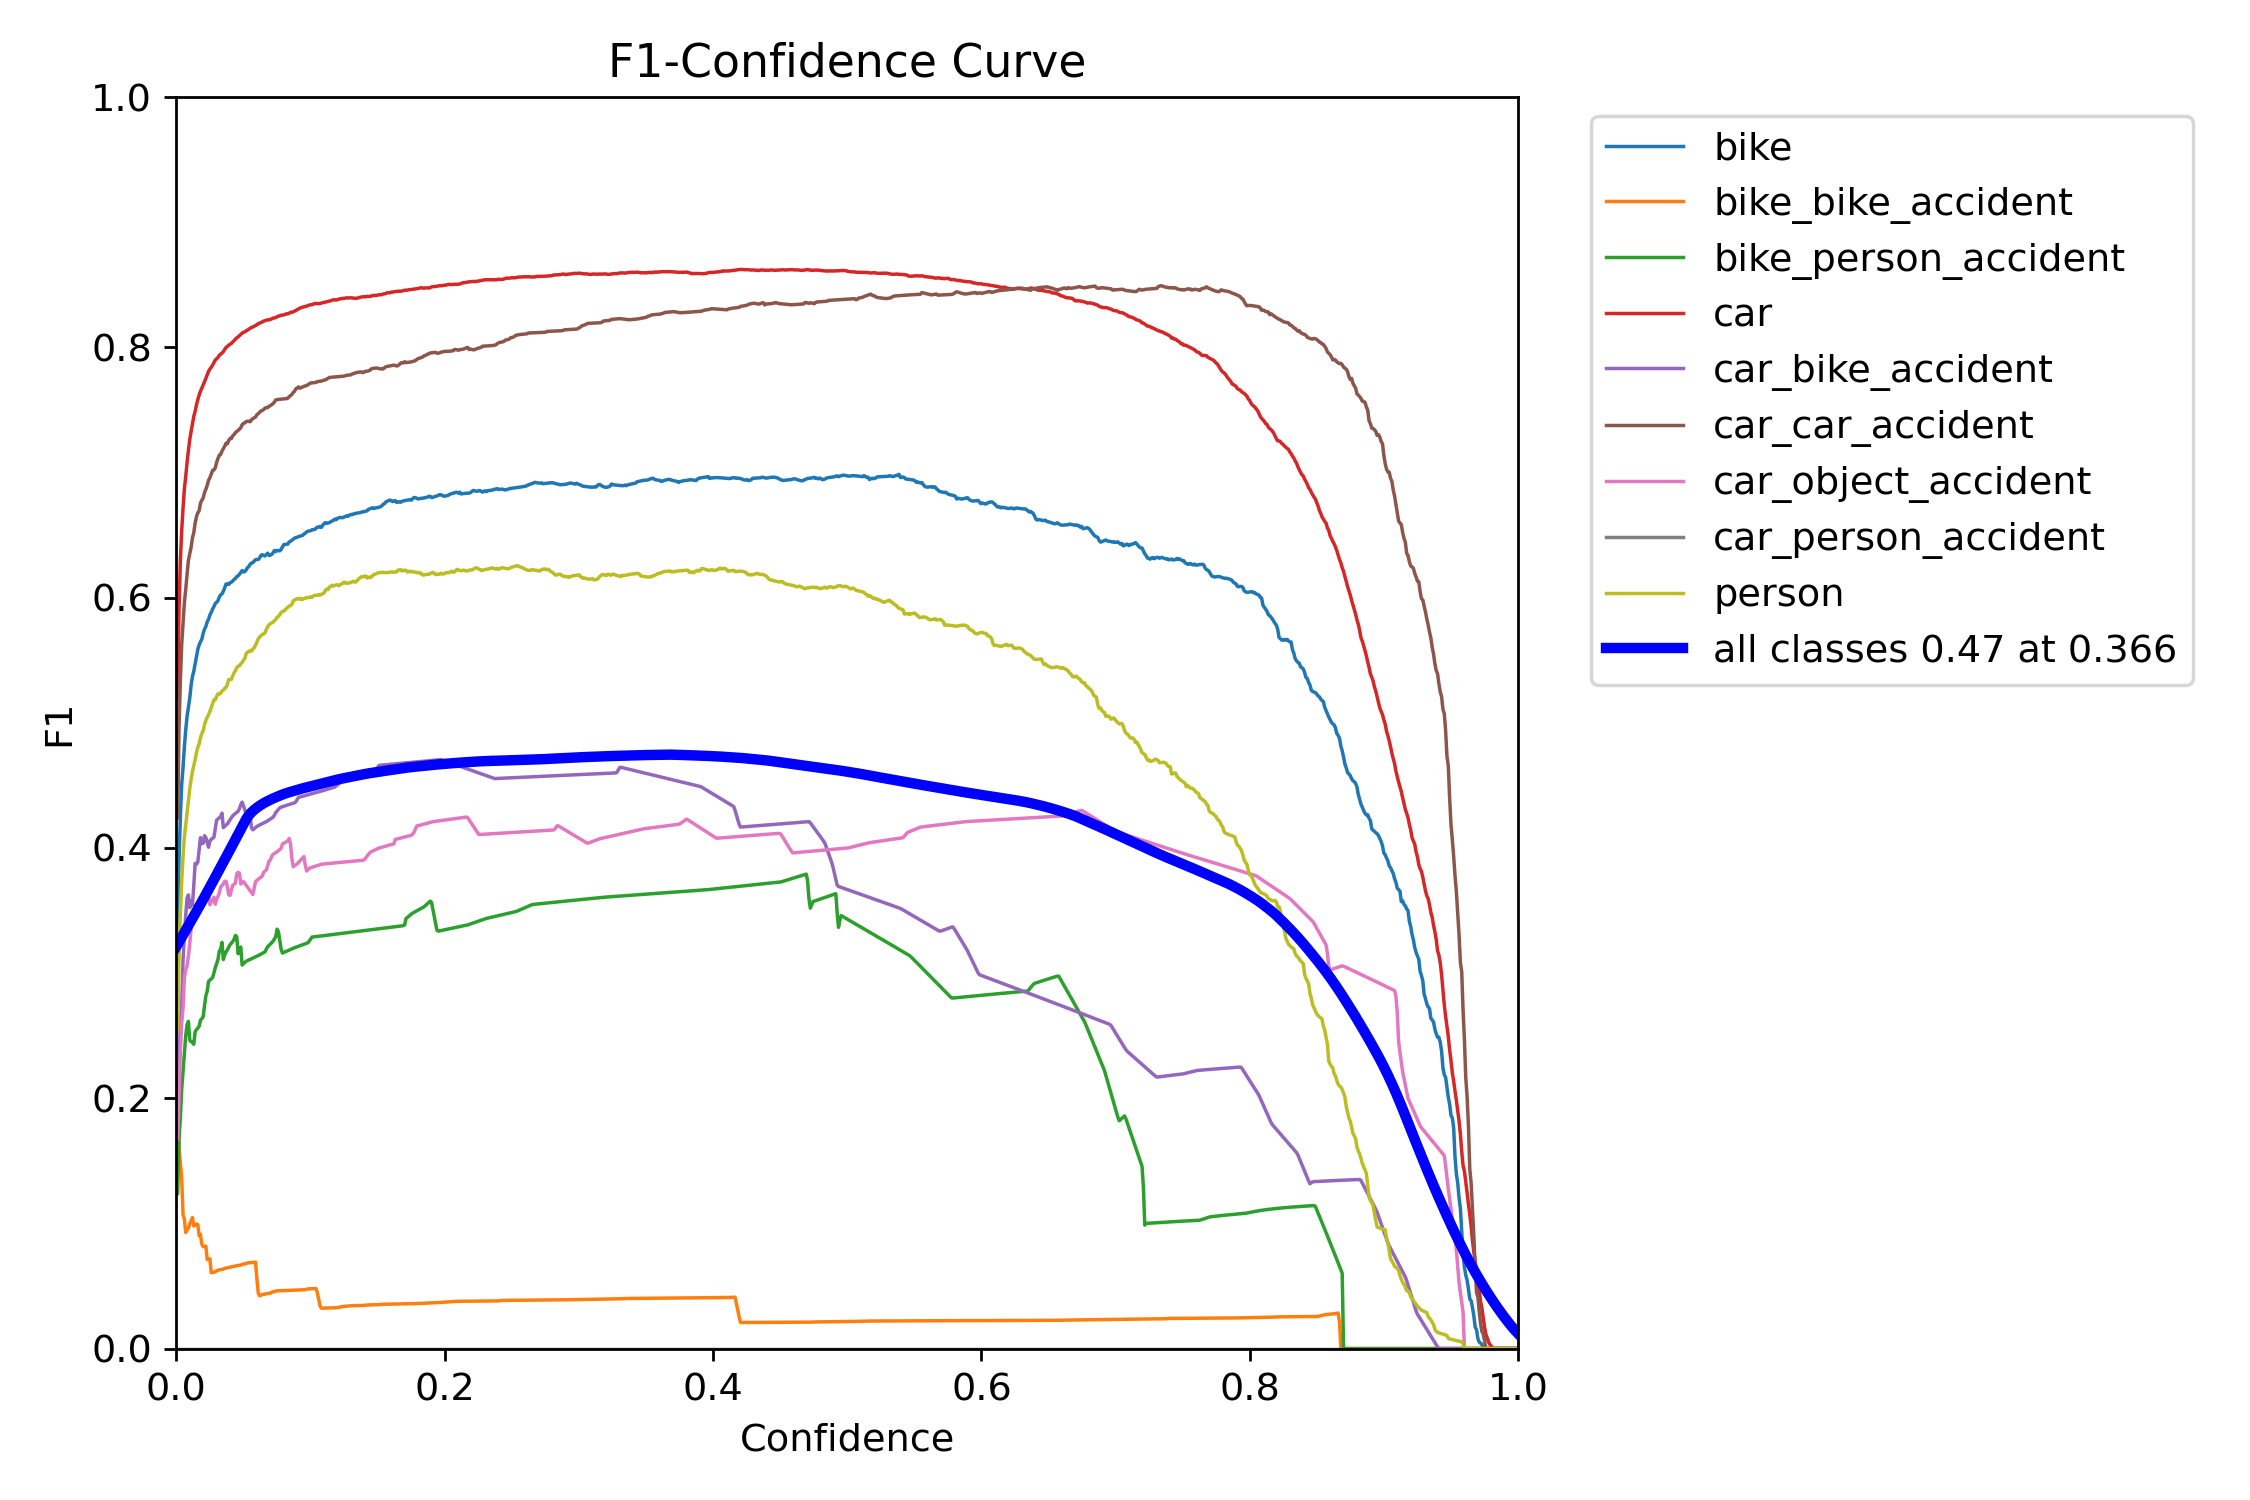 F1-Confidence Curve
1.0
0.8
0.6
0.4
0.2
0.0
F1
0.0 0.2 0.4 0.6 0.8 1.0
Confidence
bike
bike_bike_accident
bike_person_accident
car
car_bike_accident
car_car_accident
car_object_accident
car_person_accident
person
all classes 0.47 at 0.366